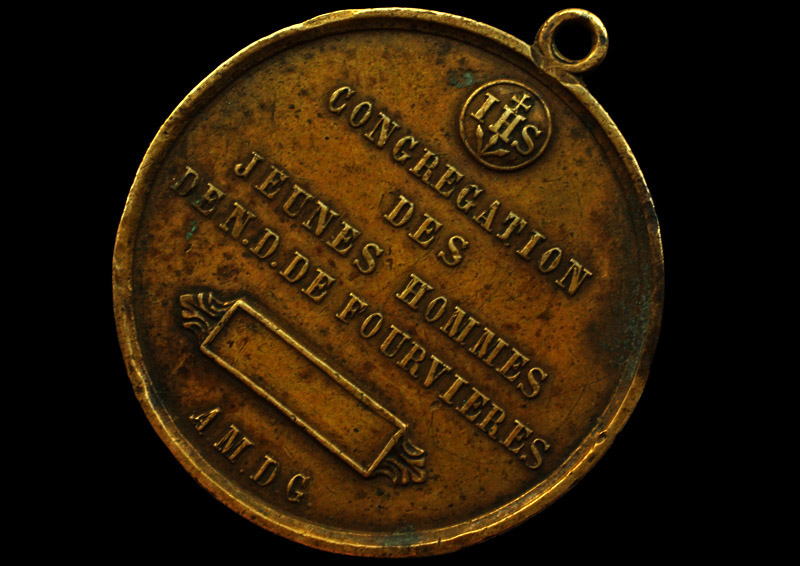 IHS
CONGREGATION
DES
JEUNES HOMMES
DE N.D. DE FOURVIERES
A M.D.G